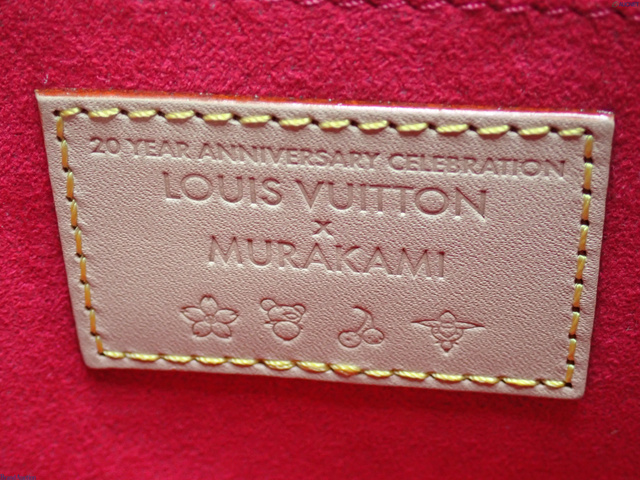 20 YEAR ANNIVERSARY CELEBRATION
LOUIS VUITTON
x
MURAKAMI